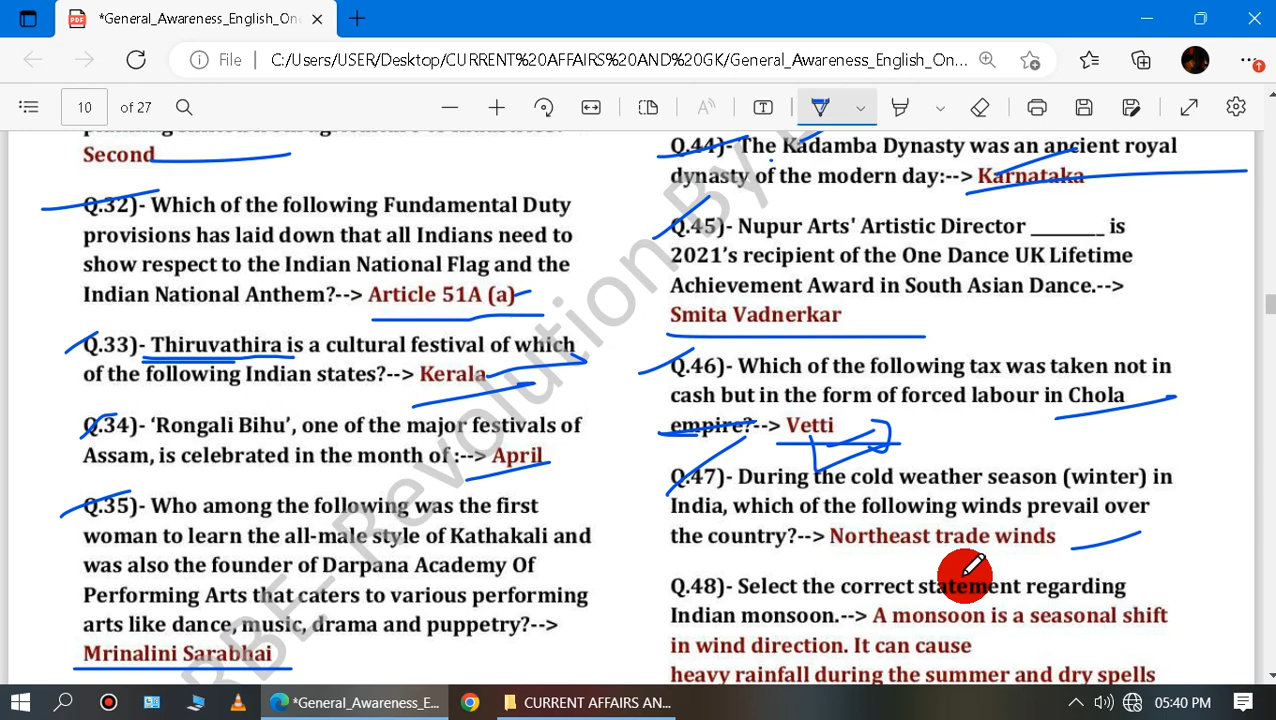 *General_Awareness_English_On
File C:/Users/USER/Desktop/CURRENT%20AFFAIRS%20AND%20GK/General_Awareness_English_On...
10 of 27
Second
Q.32)- Which of the following Fundamental Duty
provisions has laid down that all Indians need to
show respect to the Indian National Flag and the
Indian National Anthem?--> Article 51A (a)
Q.33)- Thiruvathira is a cultural festival of which
of the following Indian states?--> Kerala
Q.34)- ‘Rongali Bihu’, one of the major festivals of
Assam, is celebrated in the month of :--> April
Q.35)- Who among the following was the first
woman to learn the all-male style of Kathakali and
was also the founder of Darpana Academy Of
Performing Arts that caters to various performing
arts like dance, music, drama and puppetry?-->
Mrinalini Sarabhai
Q.44)- The Kadamba Dynasty was an ancient royal
dynasty of the modern day:--> Karnataka
Q.45)- Nupur Arts' Artistic Director ________ is
2021’s recipient of the One Dance UK Lifetime
Achievement Award in South Asian Dance.-->
Smita Vadnerkar
Q.46)- Which of the following tax was taken not in
cash but in the form of forced labour in Chola
empire?--> Vetti
Q.47)- During the cold weather season (winter) in
India, which of the following winds prevail over
the country?--> Northeast trade winds
Q.48)- Select the correct statement regarding
Indian monsoon.--> A monsoon is a seasonal shift
in wind direction. It can cause
heavy rainfall during the summer and dry spells
RBE- Revolution By
*General_Awareness_E...
CURRENT AFFAIRS AN...
05:40 PM